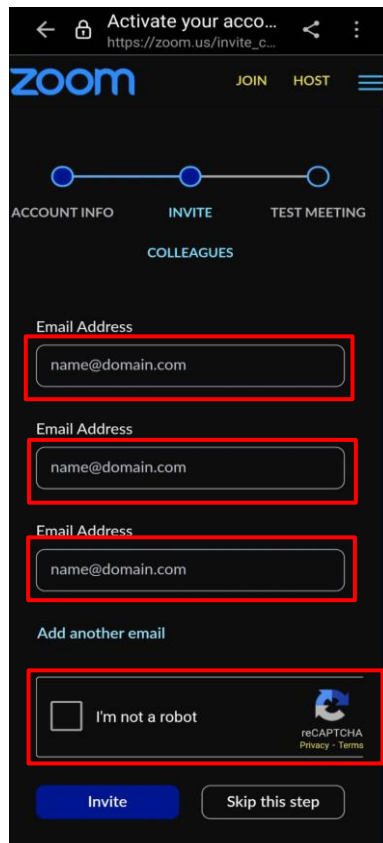 Activate your acco...
https://zoom.us/invite_c...
zoom JOIN HOST
ACCOUNT INFO INVITE TEST MEETING
COLLEAGUES
Email Address
name@domain.com
Email Address
name@domain.com
Email Address
name@domain.com
Add another email
I'm not a robot
reCAPTCHA
Privacy - Terms
Invite Skip this step